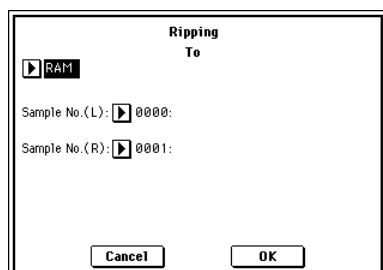 Ripping
To
RAM
Sample No.(L): 0000:
Sample No.(R): 0001:
Cancel OK